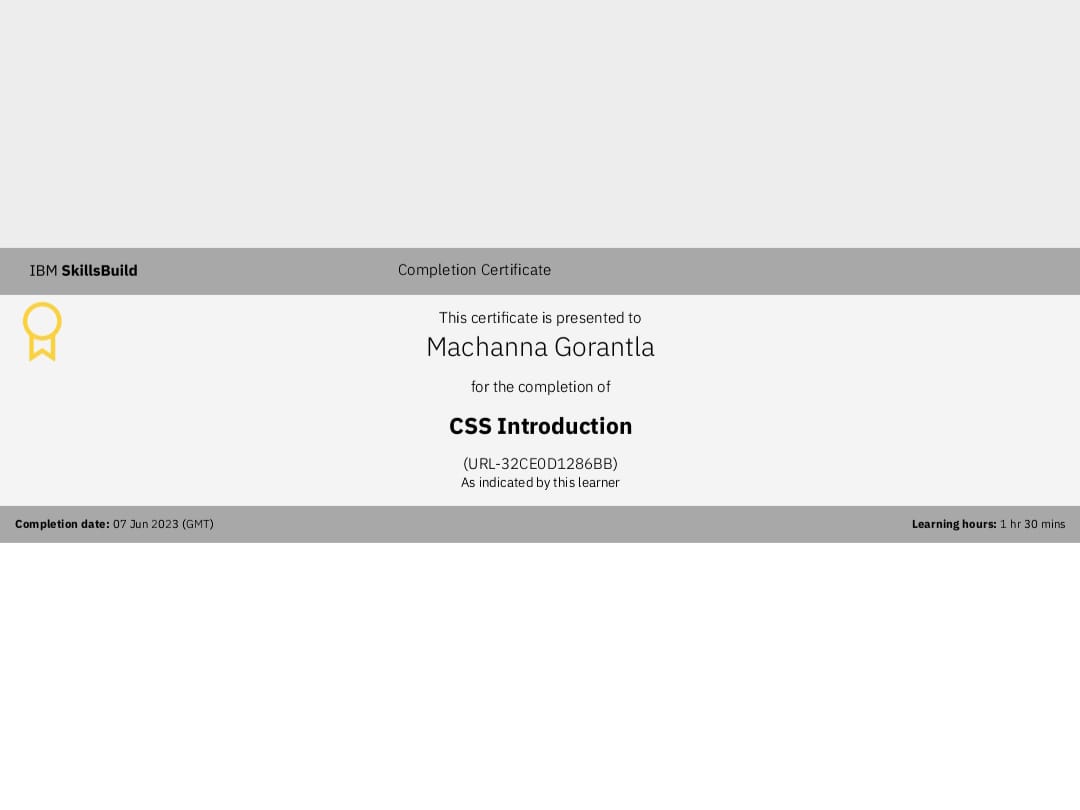 IBM SkillsBuild
Completion Certificate
This certificate is presented to
Machanna Gorantla
for the completion of
CSS Introduction
(URL-32CE0D1286BB)
As indicated by this learner
Completion date: 07 Jun 2023 (GMT)
Learning hours: 1 hr 30 mins